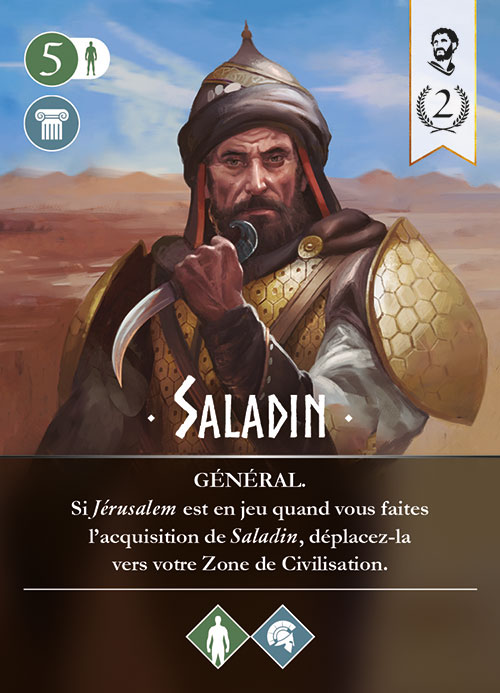 5
2
· SALADIN ·
GÉNÉRAL.
Si Jérusalem est en jeu quand vous faites
l’acquisition de Saladin, déplacez-la
vers votre Zone de Civilisation.